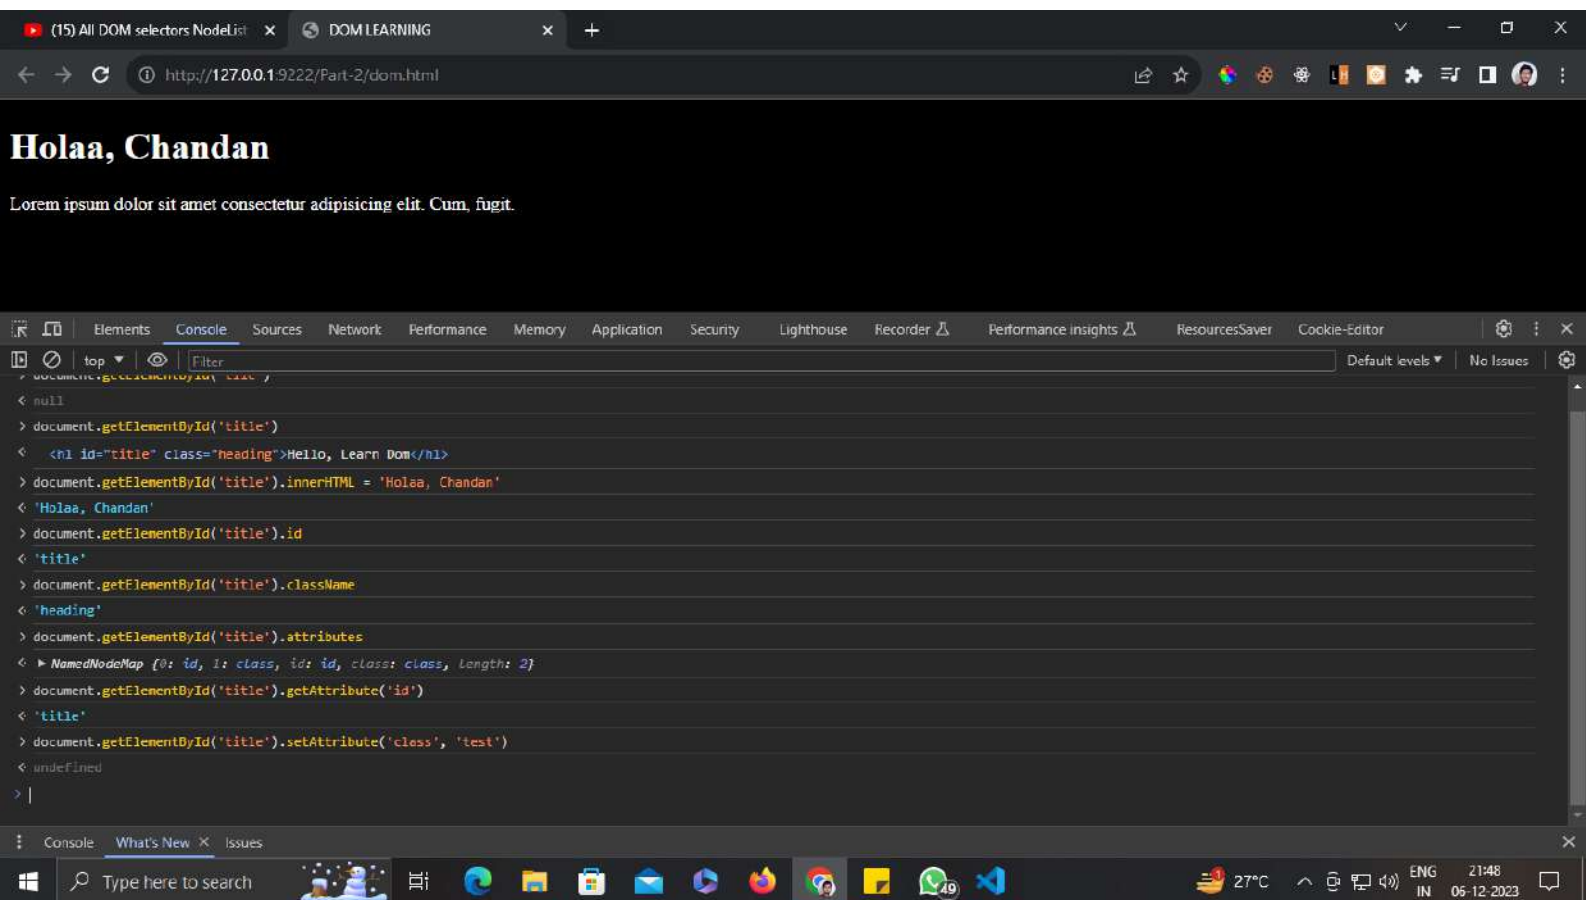 (15) All DOM selectors NodeList
DOM LEARNING
http://127.0.0.1:9222/Part-2/dom.html
LH
Holaa, Chandan
Lorem ipsum dolor sit amet consectetur adipisicing elit. Cum, fugit.
Elements Console Sources Network Performance Memory Application Security Lighthouse Recorder Performance insights ResourcesSaver Cookie-Editor
top Filter Default levels No Issues
null
> document.getElementById('title')
<h1 id="title" class="heading">Hello, Learn Dom</h1>
> document.getElementById('title').innerHTML = 'Holaa, Chandan'
'Holaa, Chandan'
> document.getElementById('title').id
'title'
> document.getElementById('title').className
'heading'
> document.getElementById('title').attributes
NamedNodeMap {0: id, 1: class, id: id, class: class, length: 2}
> document.getElementById('title').getAttribute('id')
'title'
> document.getElementById('title').setAttribute('class', 'test')
undefined
>
Console What's New Issues
Type here to search
49
27°C
ENG
IN
21:48
06-12-2023